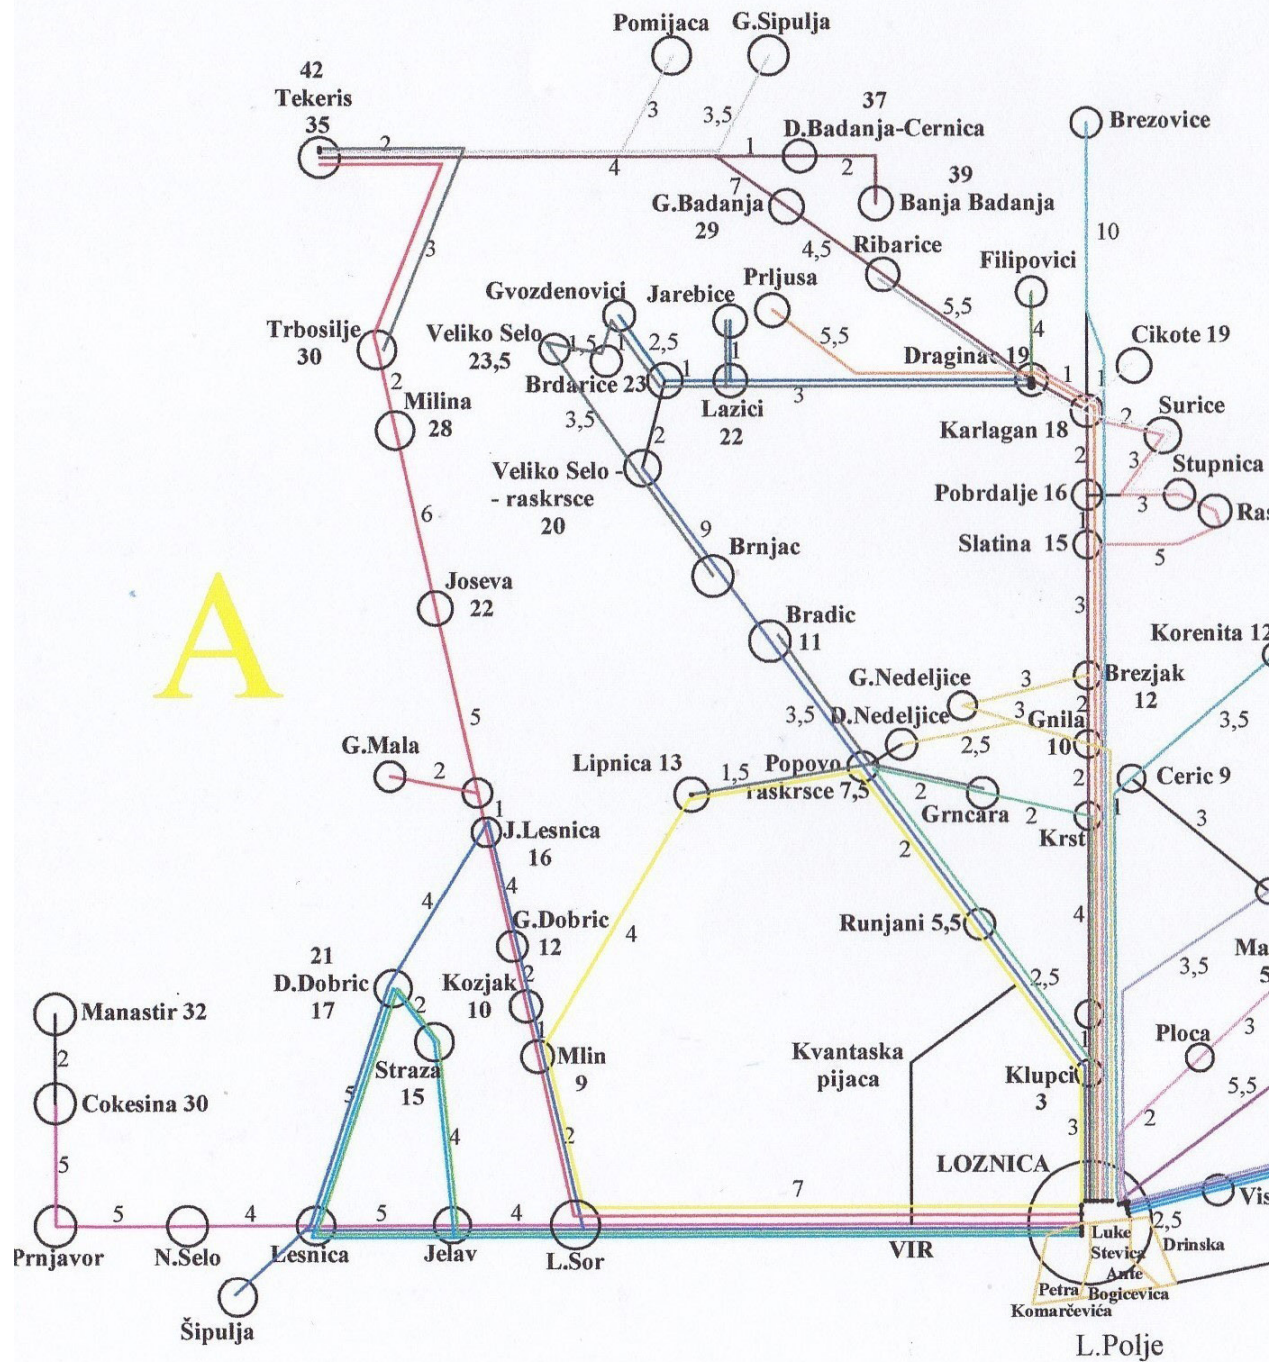 Pomijaca
G.Sipulja
42
Tekeris
35
2
3
3,5
37
D.Badanja-Cernica
1
4
7
2
39
Banja Badanja
G.Badanja
29
4,5
Brezovice
10
Ribarice
Filipovici
3
Gvozdenovici
Jarebice
Prljusa
5,5
5,5
4
Cikote 19
Trbosilje
30
Veliko Selo
23,5
1,5
1
2,5
Brdarice 23
1
1
Lazici
22
3
Draginac 19
1
1
2
Milina
28
3,5
2
Karlagan 18
2
Surice
2
3
Stupnica
6
Veliko Selo -
- raskrsce
20
Pobrdalje 16
3
Ras
1
9
Brnjac
Slatina 15
5
A
Joseva
22
Bradic
11
3
Korenita 12
G.Nedeljice
3
Brezjak
12
5
3,5
D.Nedeljice
3
2
Gnila
10
3,5
2,5
G.Mala
2
Lipnica 13
1,5
Popovo
raskrsce 7,5
2
Grncara
2
2
1
Ceric 9
1
J.Lesnica
16
Krst
3
2
4
4
4
4
G.Dobric
12
Runjani 5,5
21
D.Dobric
17
Kozjak
10
2
2,5
Ma
5
3,5
Manastir 32
2
2
1
Mlin
9
Straza
15
Kvantaska
pijaca
1
Ploca
3
Klupci
3
Cokesina 30
5
5
4
2
3
2
5,5
LOZNICA
7
Vis
5
4
5
4
2,5
Prnjavor
N.Selo
Lesnica
Jelav
L.Sor
VIR
Luke
Stevica
Drinska
Ante
Bogicevica
Petra
Komarčevića
Šipulja
L.Polje